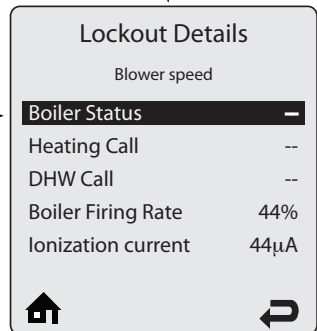 Lockout Details
Blower speed
Boiler Status –
Heating Call --
DHW Call --
Boiler Firing Rate 44%
Ionization current 44μA